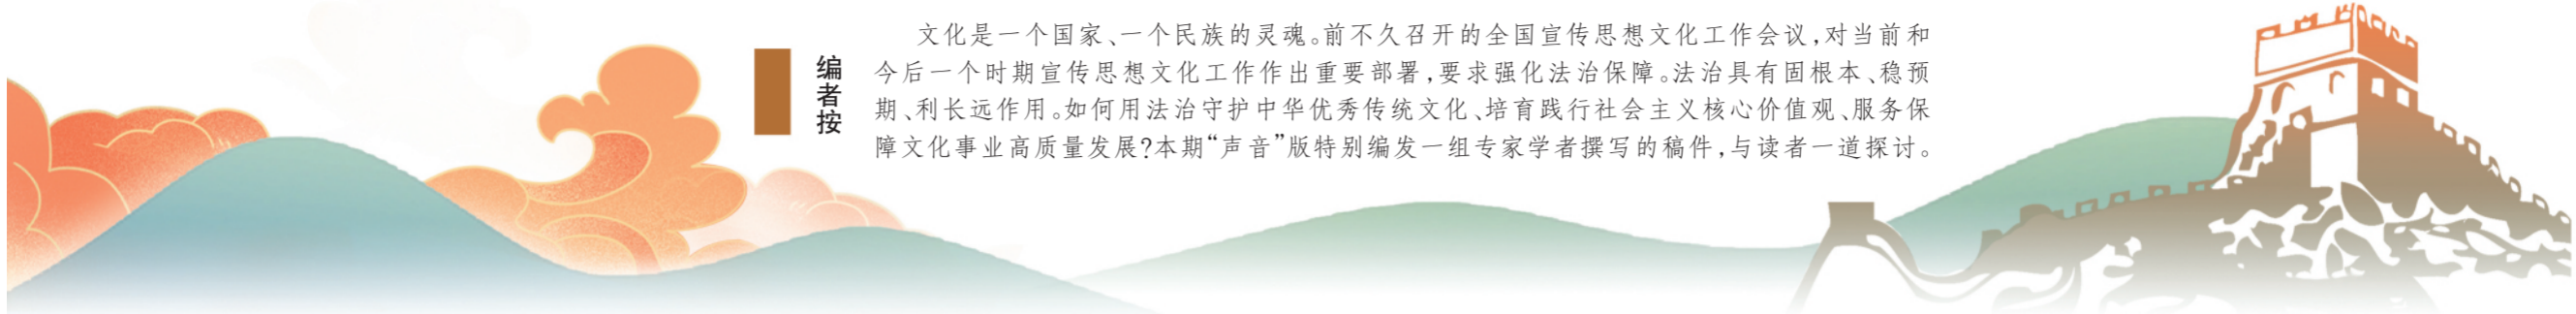 编者按
文化是一个国家、一个民族的灵魂。前不久召开的全国宣传思想文化工作会议,对当前和
今后一个时期宣传思想文化工作作出重要部署,要求强化法治保障。法治具有固根本、稳预
期、利长远作用。如何用法治守护中华优秀传统文化、培育践行社会主义核心价值观、服务保
障文化事业高质量发展?本期“声音”版特别编发一组专家学者撰写的稿件,与读者一道探讨。